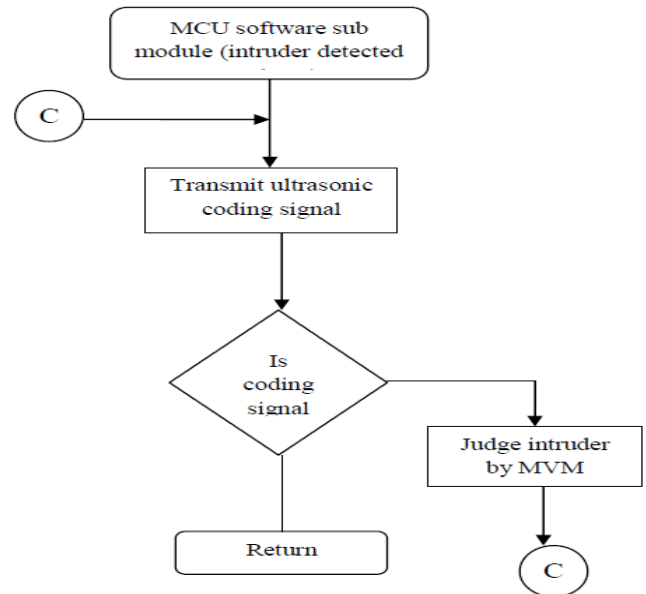 MCU software sub
module (intruder detected
C
Transmit ultrasonic
coding signal
Is
coding
signal
Judge intruder
by MVM
Return
C